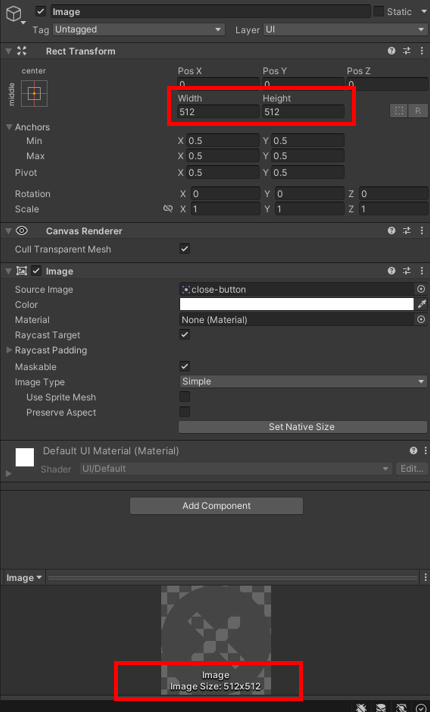 Image
Static
Tag Untagged Layer UI
Rect Transform
center
middle
Pos X Pos Y Pos Z
0 0 0
Width Height
512 512
R
Anchors
Min X 0.5 Y 0.5
Max X 0.5 Y 0.5
Pivot X 0.5 Y 0.5
Rotation X 0 Y 0 Z 0
Scale X 1 Y 1 Z 1
Canvas Renderer
Cull Transparent Mesh
Image
Source Image close-button
Color
Material None (Material)
Raycast Target
Raycast Padding
Maskable
Image Type Simple
Use Sprite Mesh
Preserve Aspect
Set Native Size
Default UI Material (Material)
Shader UI/Default Edit...
Add Component
Image
Image
Image Size: 512x512